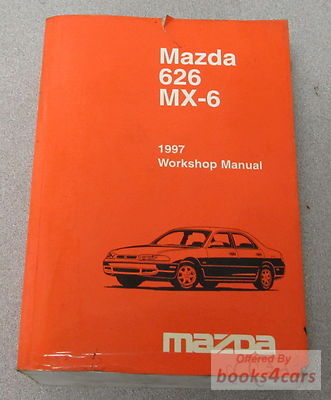 Mazda
626
MX-6
1997
Workshop Manual
mazda
Offered By
books4cars